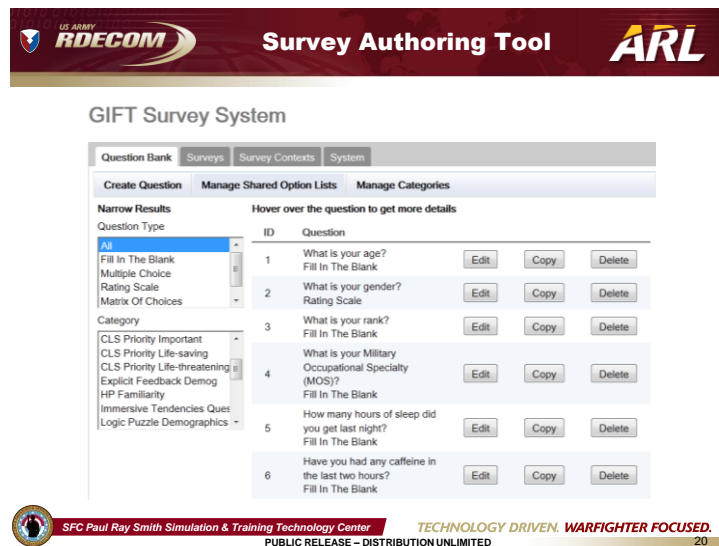 US ARMY
RDECOM
Survey Authoring Tool
ARL
GIFT Survey System
Question Bank Surveys Survey Contexts System
Create Question Manage Shared Option Lists Manage Categories
Narrow Results
Question Type
All
Fill In The Blank
Multiple Choice
Rating Scale
Matrix Of Choices
Category
CLS Priority Important
CLS Priority Life-saving
CLS Priority Life-threatening
Explicit Feedback Demog
HP Familiarity
Immersive Tendencies Ques
Logic Puzzle Demographics
Hover over the question to get more details
ID Question
1 What is your age? Edit Copy Delete
Fill In The Blank
2 What is your gender? Edit Copy Delete
Rating Scale
3 What is your rank? Edit Copy Delete
Fill In The Blank
What is your Military
4 Occupational Specialty Edit Copy Delete
(MOS)?
Fill In The Blank
How many hours of sleep did
5 you get last night? Edit Copy Delete
Fill In The Blank
Have you had any caffeine in
6 the last two hours? Edit Copy Delete
Fill In The Blank
SFC Paul Ray Smith Simulation & Training Technology Center
TECHNOLOGY DRIVEN. WARFIGHTER FOCUSED.
PUBLIC RELEASE – DISTRIBUTION UNLIMITED
20